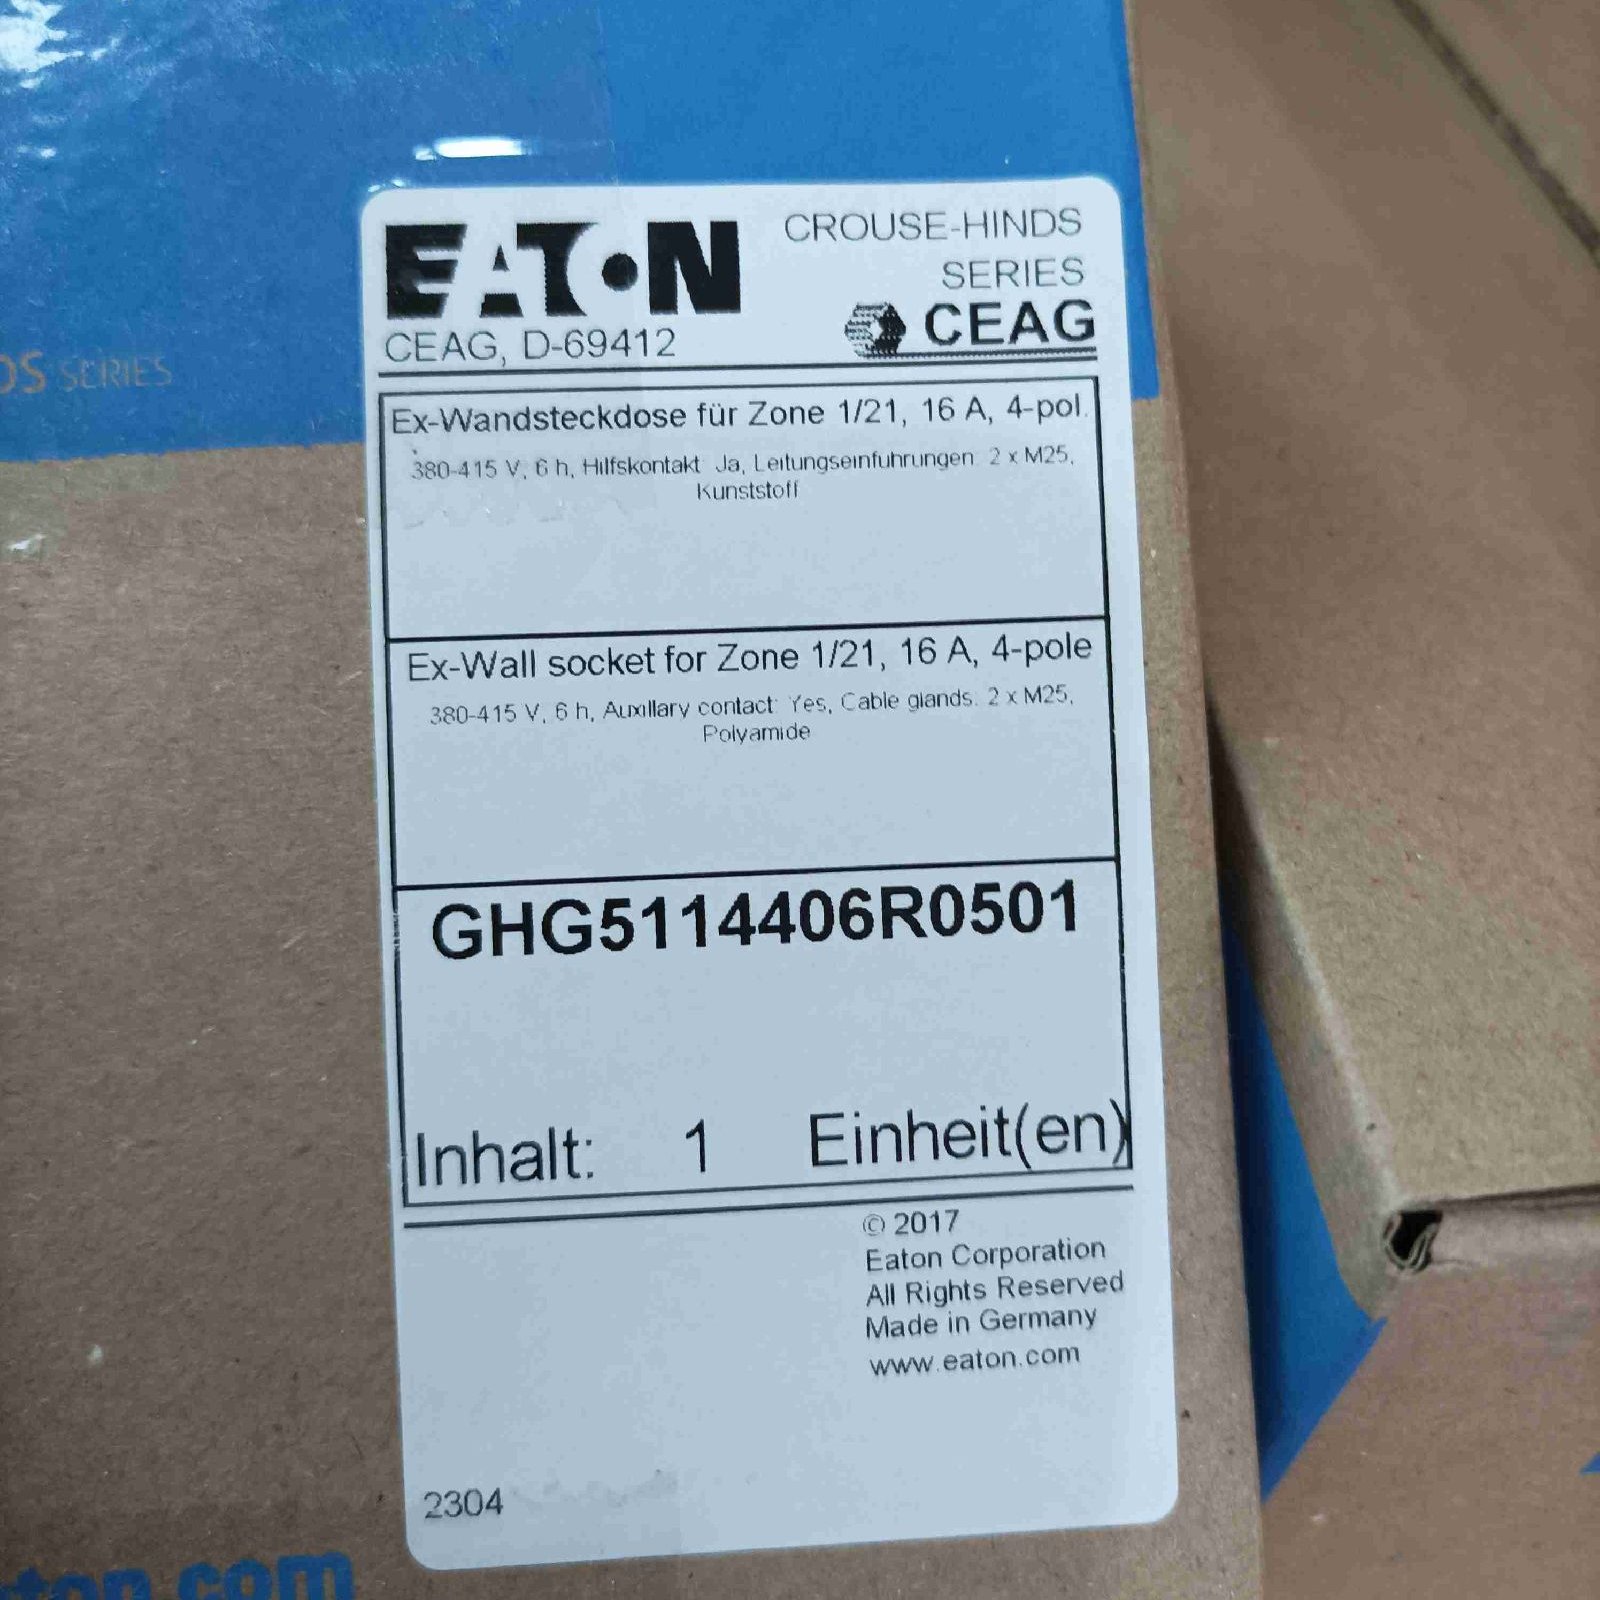 EATON
CROUSE-HINDS
SERIES
CEAG, D-69412
CEAG
SERIES
Ex-Wandsteckdose für Zone 1/21, 16 A, 4-pol.
380-415 V, 6 h, Hilfskontakt: Ja, Leitungseinführungen: 2 x M25,
Kunststoff
Ex-Wall socket for Zone 1/21, 16 A, 4-pole
380-415 V, 6 h, Auxillary contact: Yes, Cable glands: 2 x M25,
Polyamide
GHG5114406R0501
Inhalt: 1 Einheit(en)
© 2017
Eaton Corporation
All Rights Reserved
Made in Germany
www.eaton.com
2304